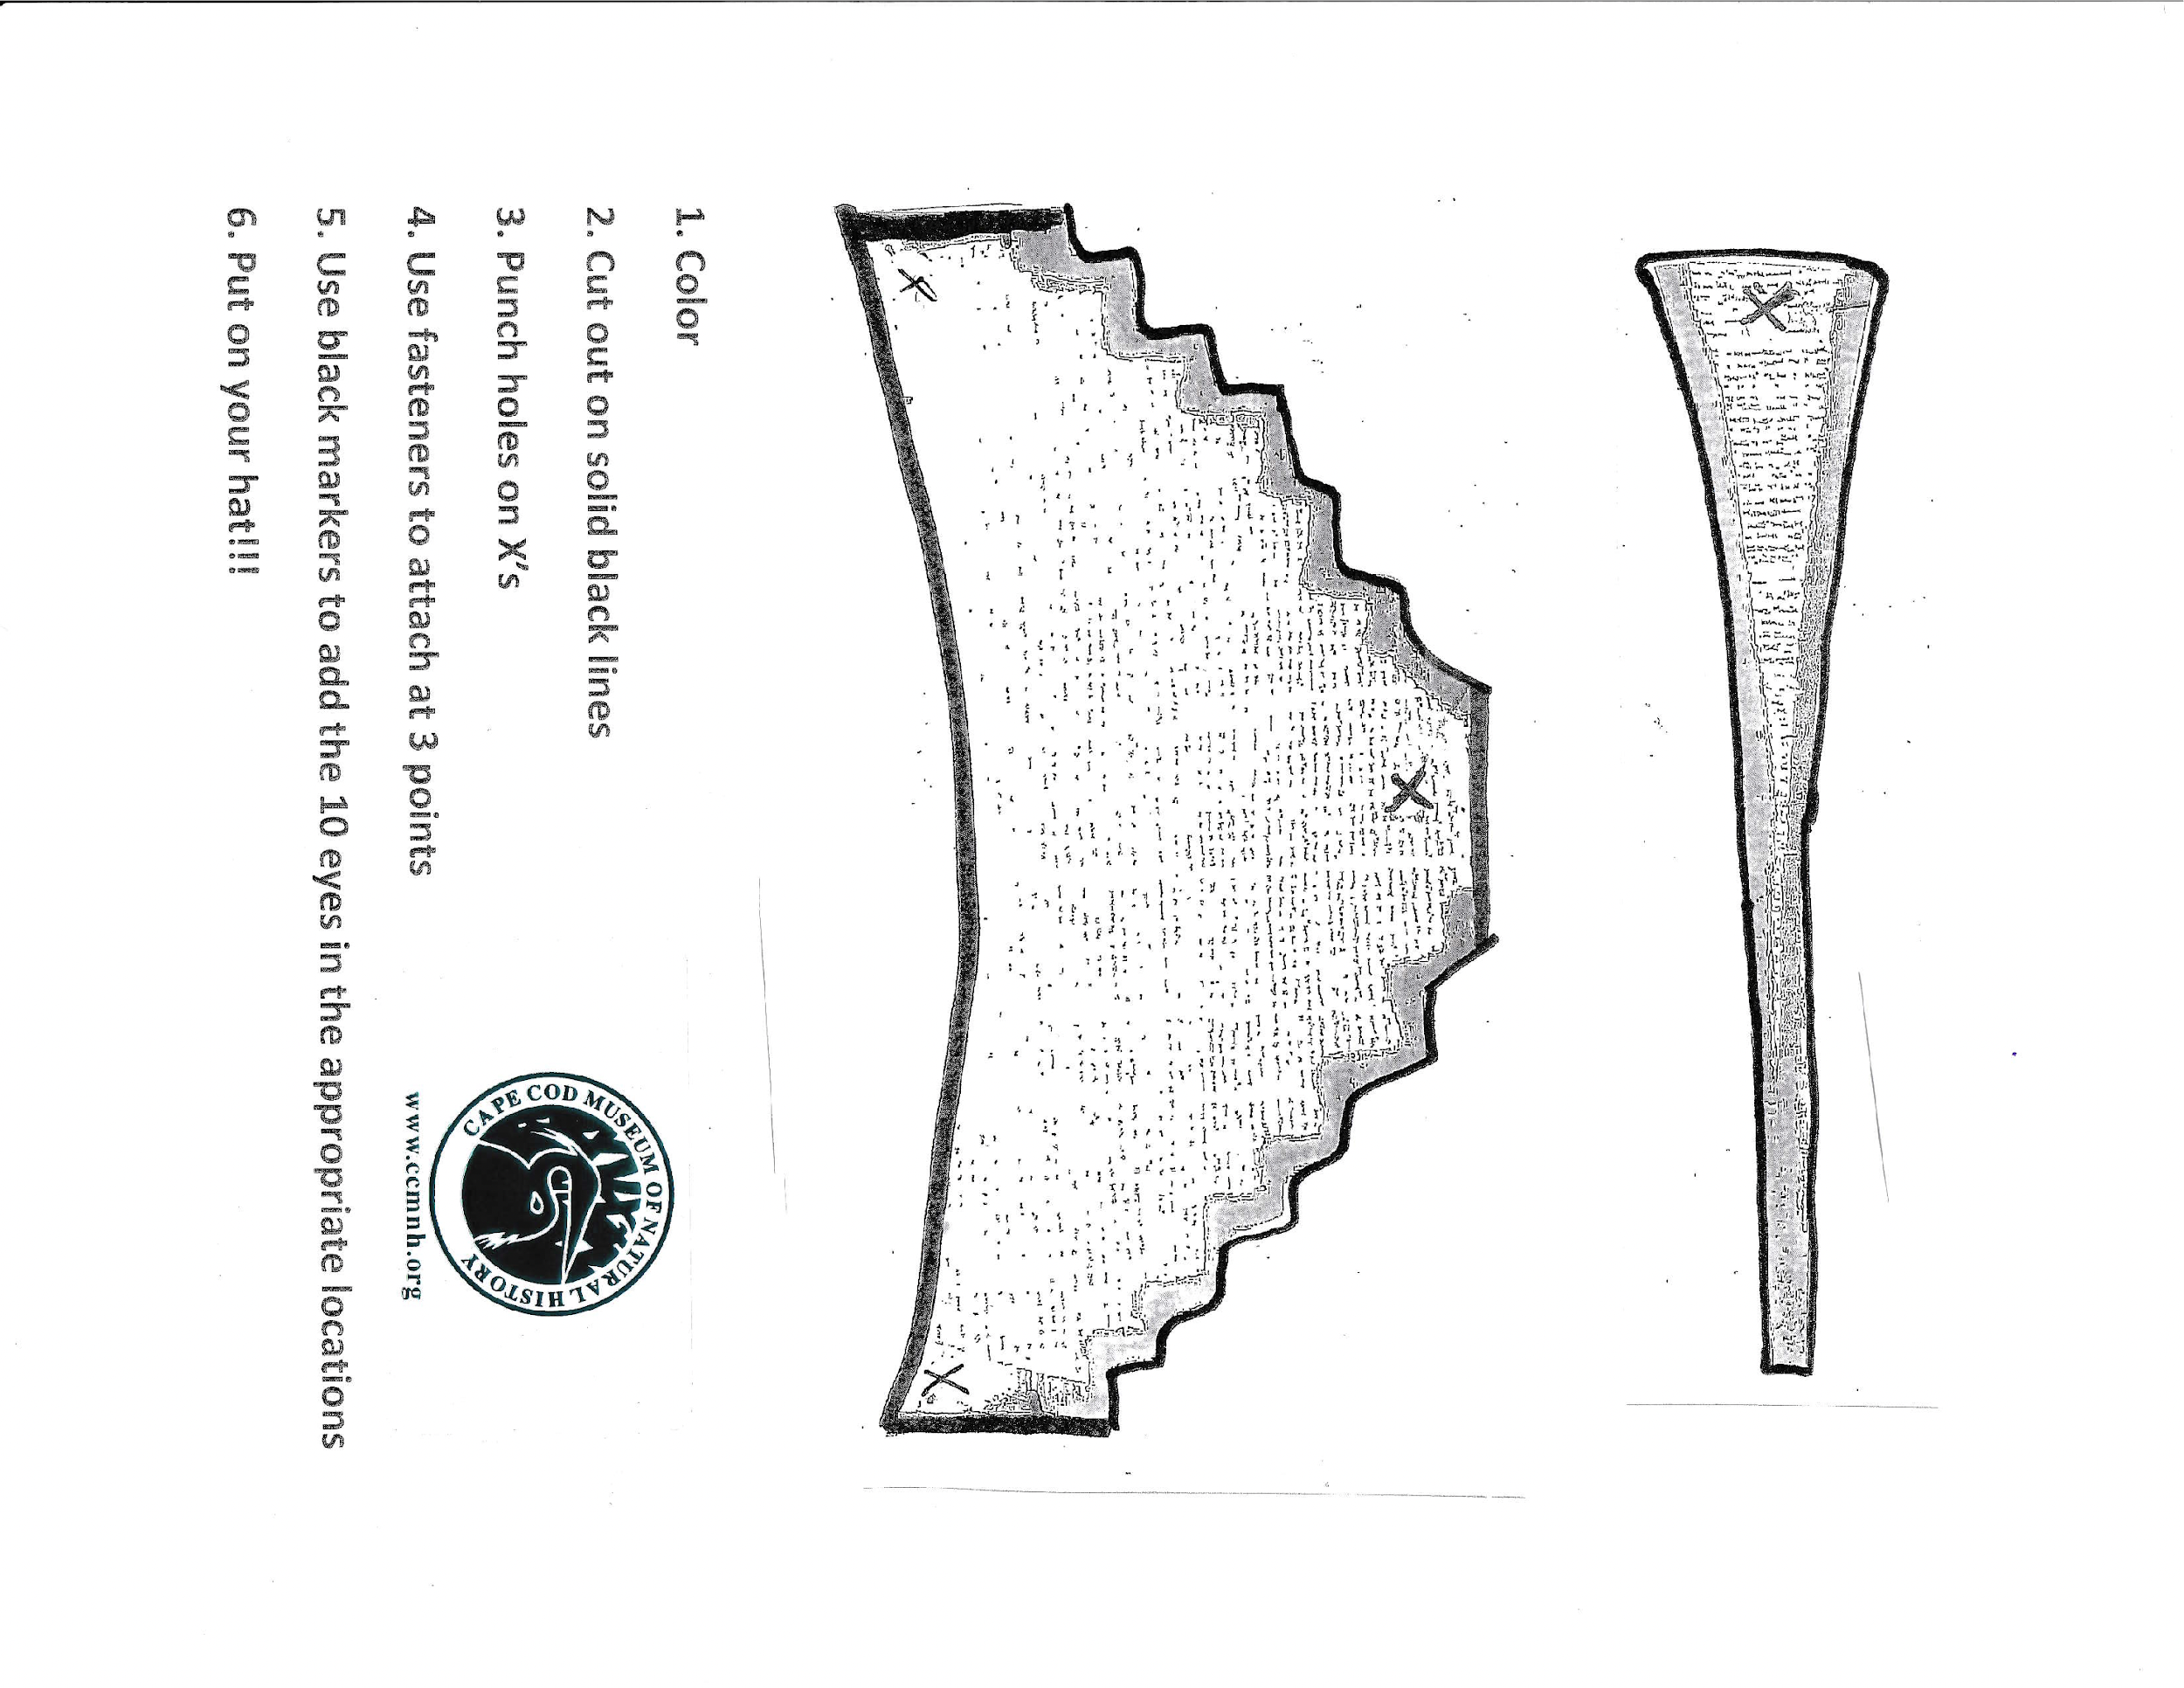 1. Color
2. Cut out on solid black lines
3. Punch holes on X's
4. Use fasteners to attach at 3 points
5. Use black markers to add the 10 eyes in the appropriate locations
6. Put on your hat!!!
CAPE COD MUSEUM OF NATURAL HISTORY
www.ccmnh.org